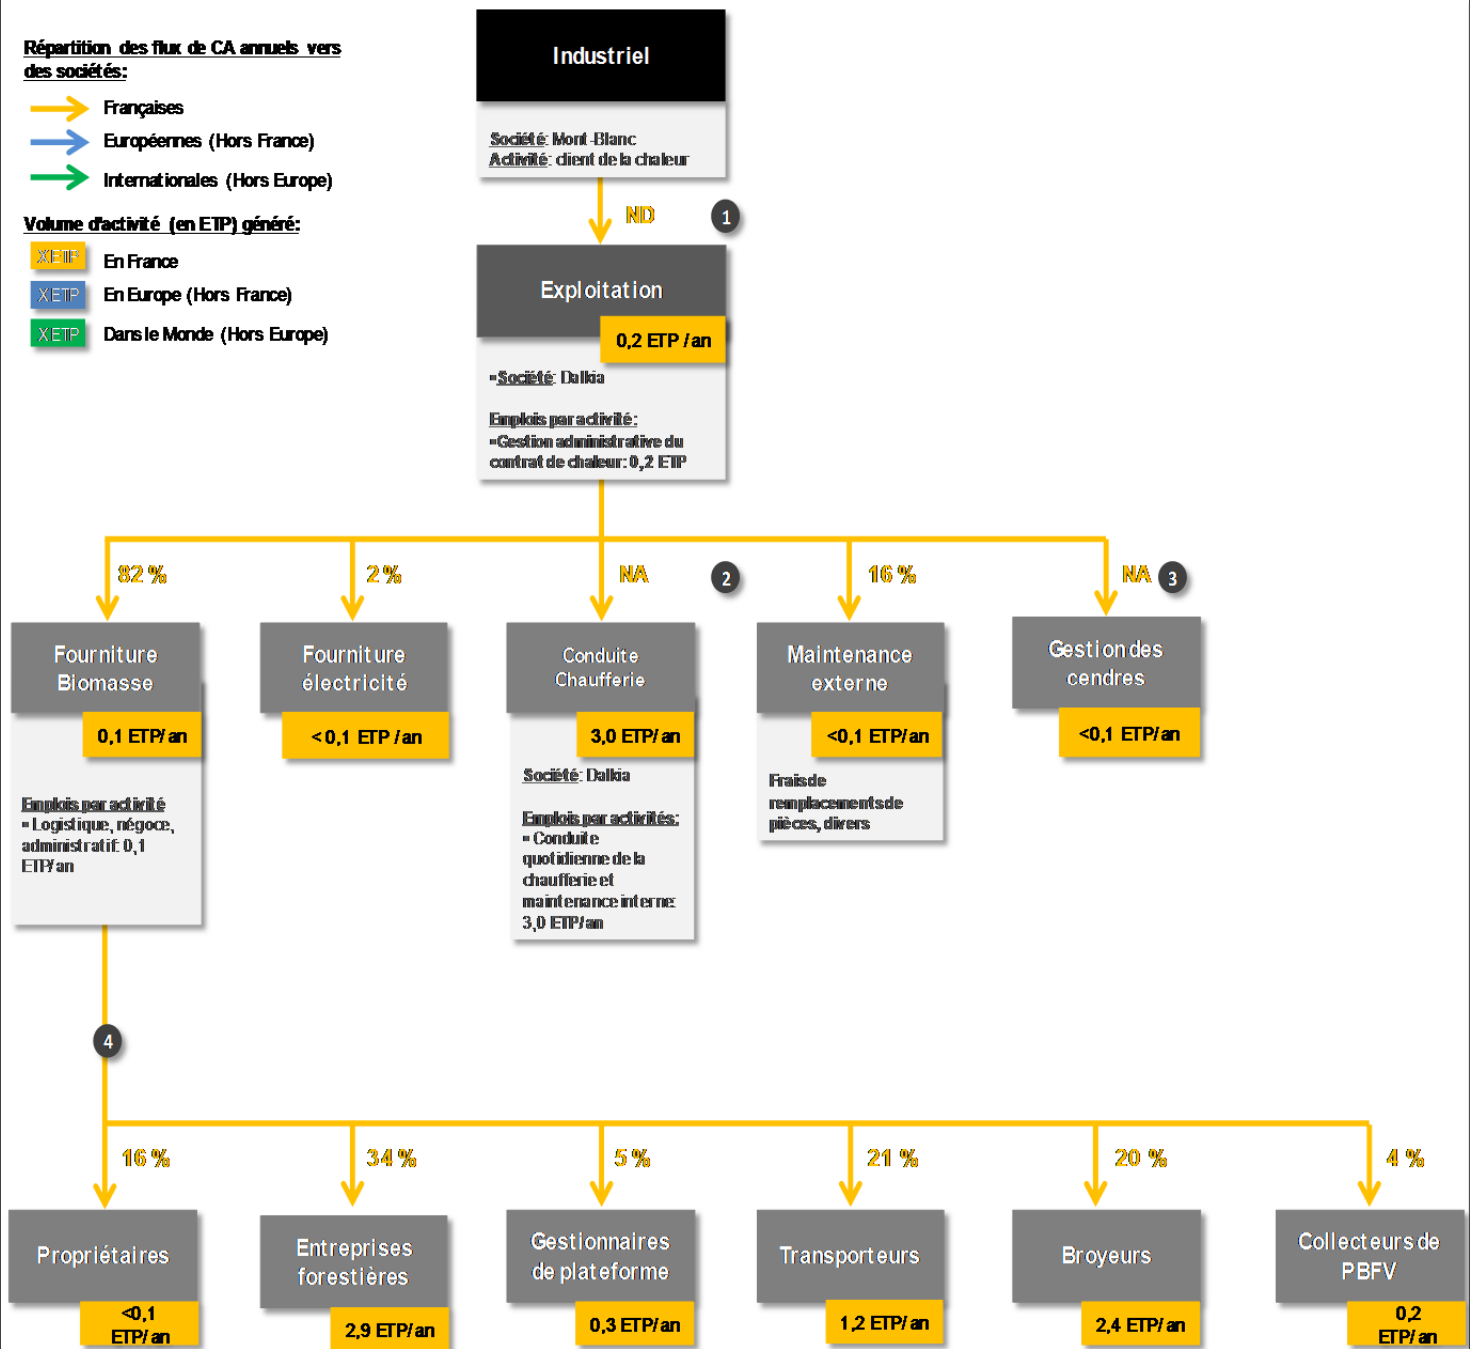 Répartition des flux de CA annuels vers
des sociétés:
Françaises
Européennes (Hors France)
Internationales (Hors Europe)
Volume d'activité (en ETP) généré:
XETP En France
XETP En Europe (Hors France)
XETP Dans le Monde (Hors Europe)
Industriel
Société: Mont-Blanc
Activité: client de la chaleur
ND 1
Exploitation
0,2 ETP /an
▪Société: Dalkia
Emplois par activité:
▪Gestion administrative du
contrat de chaleur: 0,2 ETP
82 % 2 % NA 2 16 % NA 3
Fourniture
Biomasse
0,1 ETP/an
Emplois par activité
▪ Logistique, négoce,
administratif: 0,1
ETP/an
Fourniture
électricité
<0,1 ETP /an
Conduite
Chaufferie
3,0 ETP/an
Société: Dalkia
Emplois par activités:
▪ Conduite
quotidienne de la
chaufferie et
maintenance interne:
3,0 ETP/an
Maintenance
externe
<0,1 ETP/an
Frais de
remplacements de
pièces, divers
Gestion des
cendres
<0,1 ETP/an
4
16 % 34 % 5 % 21 % 20 % 4 %
Propriétaires
<0,1
ETP/an
Entreprises
forestières
2,9 ETP/an
Gestionnaires
de plateforme
0,3 ETP/an
Transporteurs
1,2 ETP/an
Broyeurs
2,4 ETP/an
Collecteurs de
PBFV
0,2
ETP/an